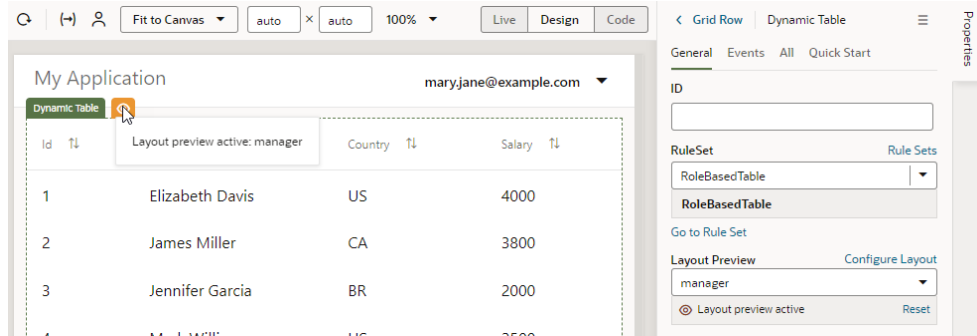 Fit to Canvas auto × auto 100% Live Design Code
My Application mary.jane@example.com
Dynamic Table
Layout preview active: manager
Id Country Salary
1 Elizabeth Davis US 4000
2 James Miller CA 3800
3 Jennifer Garcia BR 2000
Grid Row Dynamic Table
General Events All Quick Start
ID
RuleSet Rule Sets
RoleBasedTable
RoleBasedTable
Go to Rule Set
Layout Preview Configure Layout
manager
Layout preview active Reset
Properties